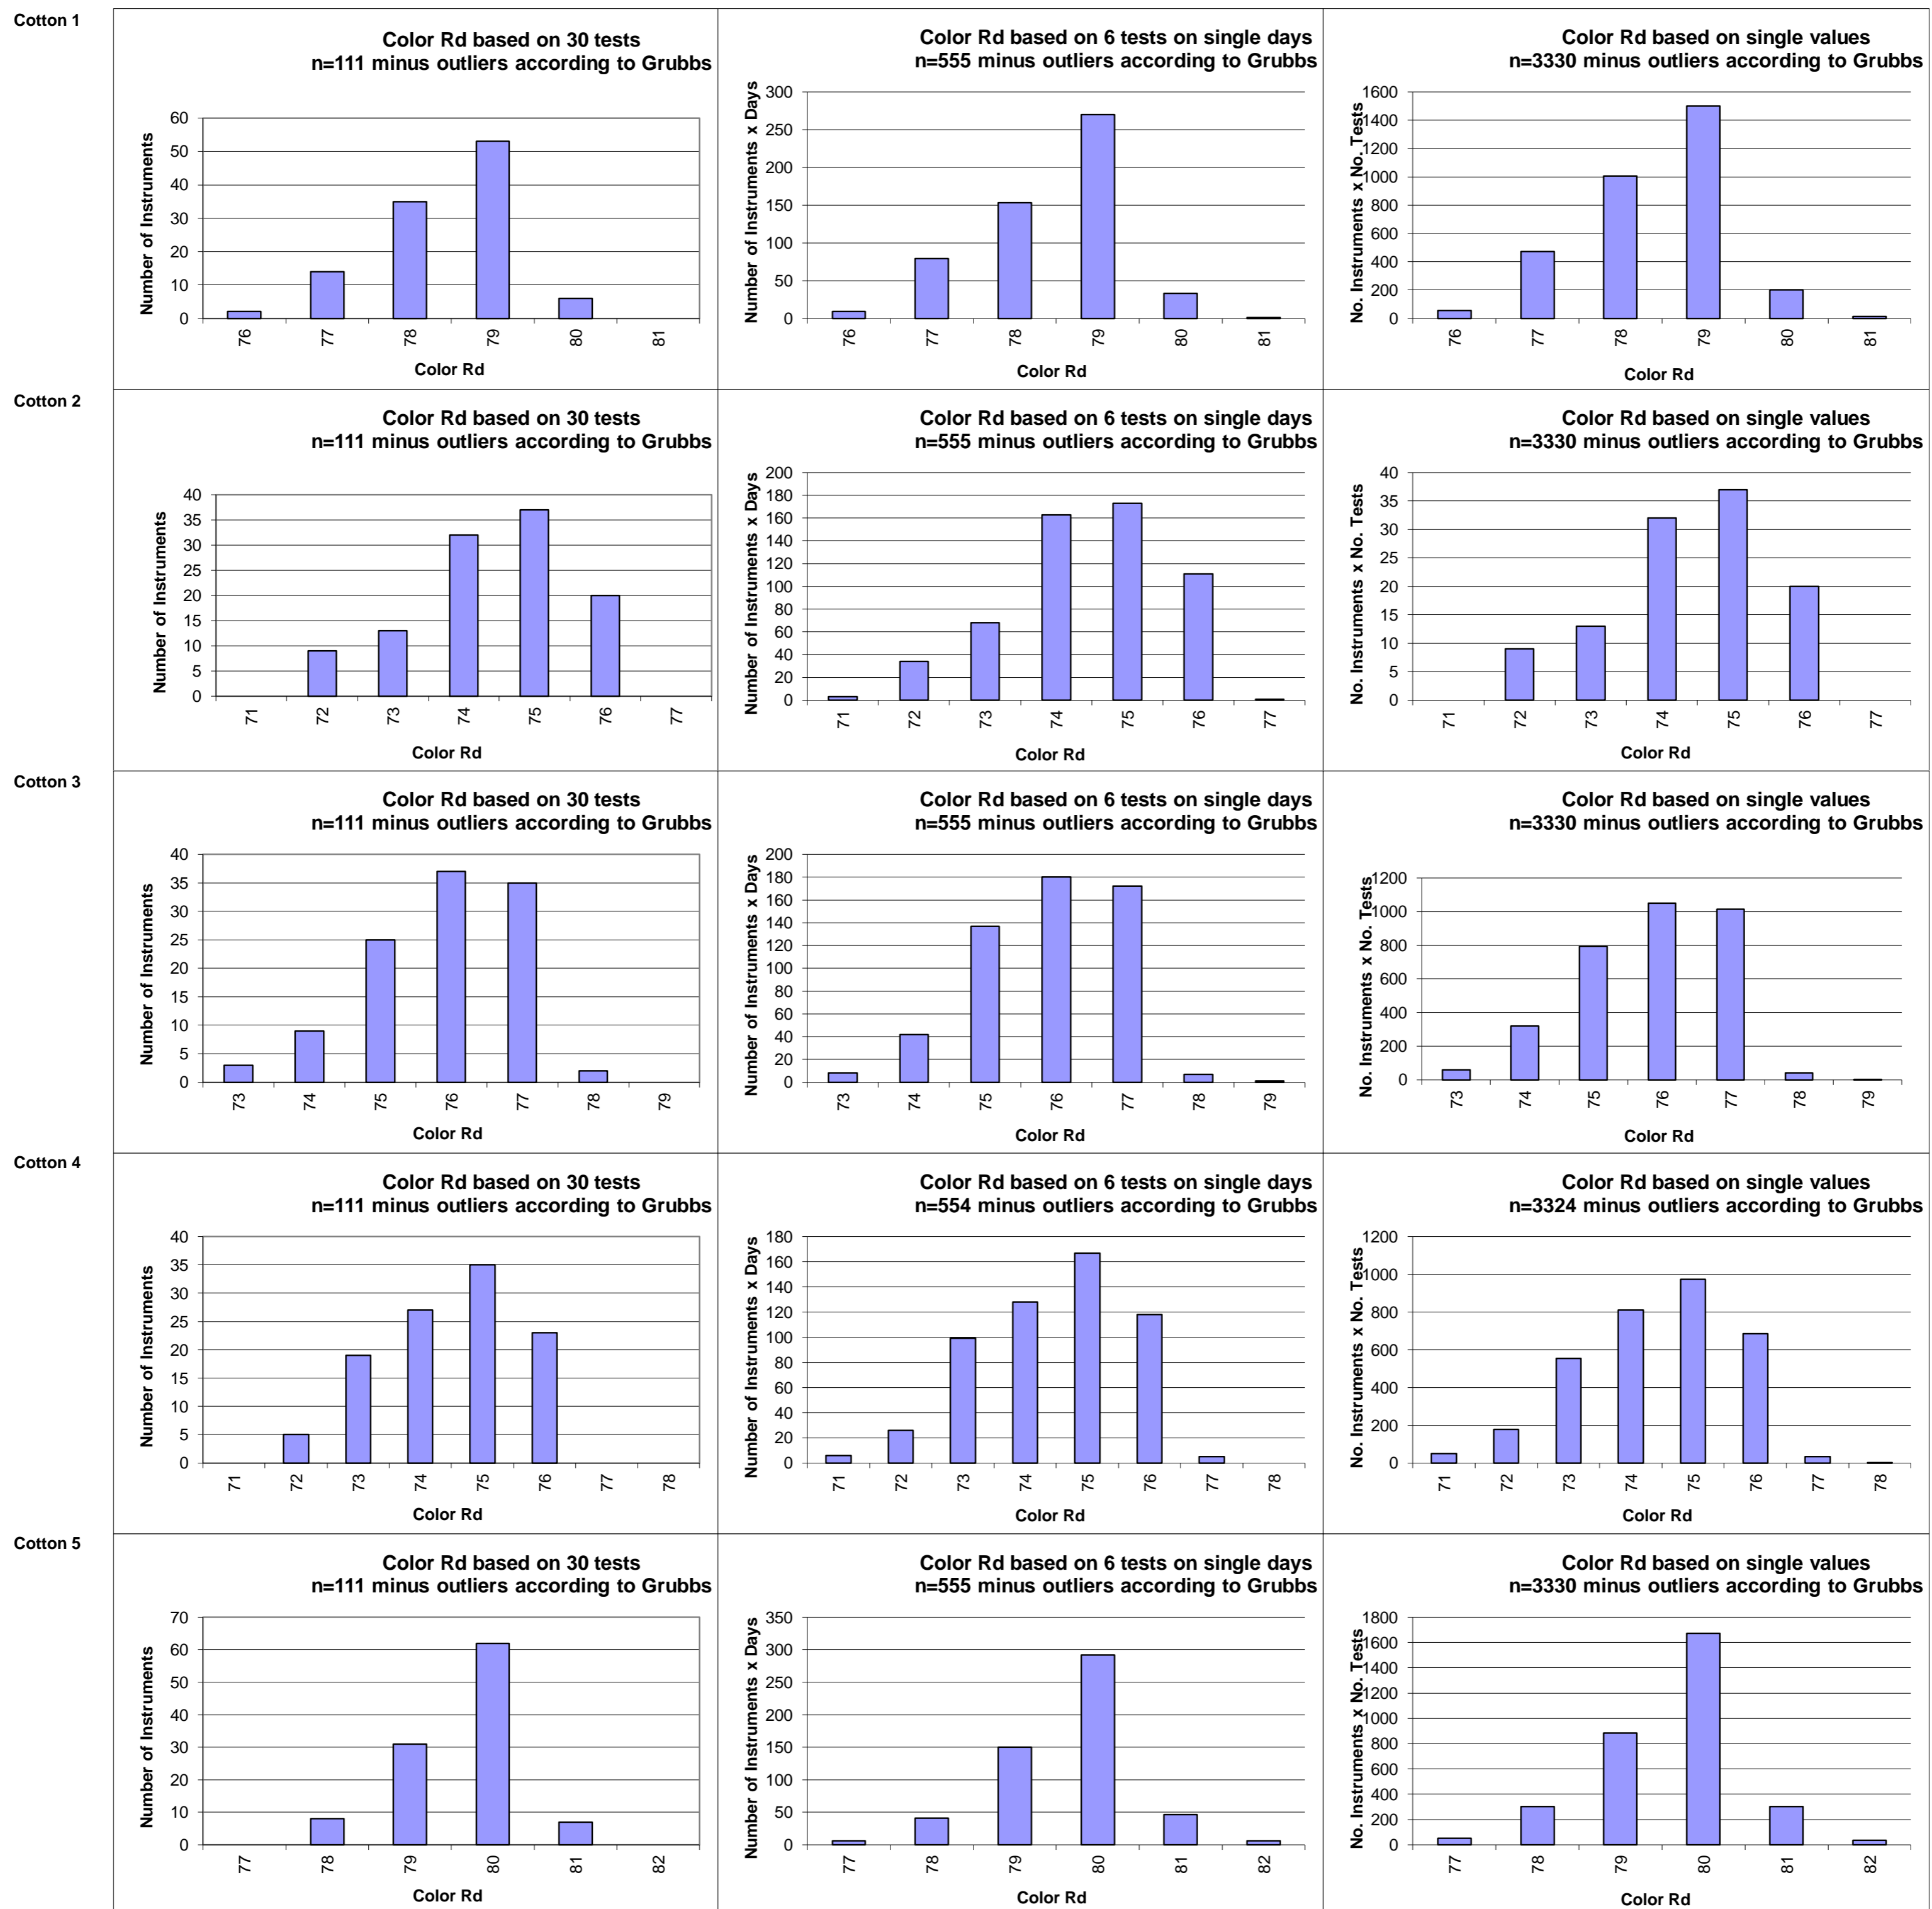 Cotton 1
Color Rd based on 30 tests
n=111 minus outliers according to Grubbs
Number of Instruments
60
50
40
30
20
10
0
76 77 78 79 80 81
Color Rd
Color Rd based on 6 tests on single days
n=555 minus outliers according to Grubbs
Number of Instruments x Days
300
250
200
150
100
50
0
76 77 78 79 80 81
Color Rd
Color Rd based on single values
n=3330 minus outliers according to Grubbs
No. Instruments x No. Tests
1600
1400
1200
1000
800
600
400
200
0
76 77 78 79 80 81
Color Rd
Cotton 2
Color Rd based on 30 tests
n=111 minus outliers according to Grubbs
Number of Instruments
40
35
30
25
20
15
10
5
0
71 72 73 74 75 76 77
Color Rd
Color Rd based on 6 tests on single days
n=555 minus outliers according to Grubbs
Number of Instruments x Days
200
180
160
140
120
100
80
60
40
20
0
71 72 73 74 75 76 77
Color Rd
Color Rd based on single values
n=3330 minus outliers according to Grubbs
No. Instruments x No. Tests
40
35
30
25
20
15
10
5
0
71 72 73 74 75 76 77
Color Rd
Cotton 3
Color Rd based on 30 tests
n=111 minus outliers according to Grubbs
Number of Instruments
40
35
30
25
20
15
10
5
0
73 74 75 76 77 78 79
Color Rd
Color Rd based on 6 tests on single days
n=555 minus outliers according to Grubbs
Number of Instruments x Days
200
180
160
140
120
100
80
60
40
20
0
73 74 75 76 77 78 79
Color Rd
Color Rd based on single values
n=3330 minus outliers according to Grubbs
No. Instruments x No. Tests
1200
1000
800
600
400
200
0
73 74 75 76 77 78 79
Color Rd
Cotton 4
Color Rd based on 30 tests
n=111 minus outliers according to Grubbs
Number of Instruments
40
35
30
25
20
15
10
5
0
71 72 73 74 75 76 77 78
Color Rd
Color Rd based on 6 tests on single days
n=554 minus outliers according to Grubbs
Number of Instruments x Days
180
160
140
120
100
80
60
40
20
0
71 72 73 74 75 76 77 78
Color Rd
Color Rd based on single values
n=3324 minus outliers according to Grubbs
No. Instruments x No. Tests
1200
1000
800
600
400
200
0
71 72 73 74 75 76 77 78
Color Rd
Cotton 5
Color Rd based on 30 tests
n=111 minus outliers according to Grubbs
Number of Instruments
70
60
50
40
30
20
10
0
77 78 79 80 81 82
Color Rd
Color Rd based on 6 tests on single days
n=555 minus outliers according to Grubbs
Number of Instruments x Days
350
300
250
200
150
100
50
0
77 78 79 80 81 82
Color Rd
Color Rd based on single values
n=3330 minus outliers according to Grubbs
No. Instruments x No. Tests
1800
1600
1400
1200
1000
800
600
400
200
0
77 78 79 80 81 82
Color Rd